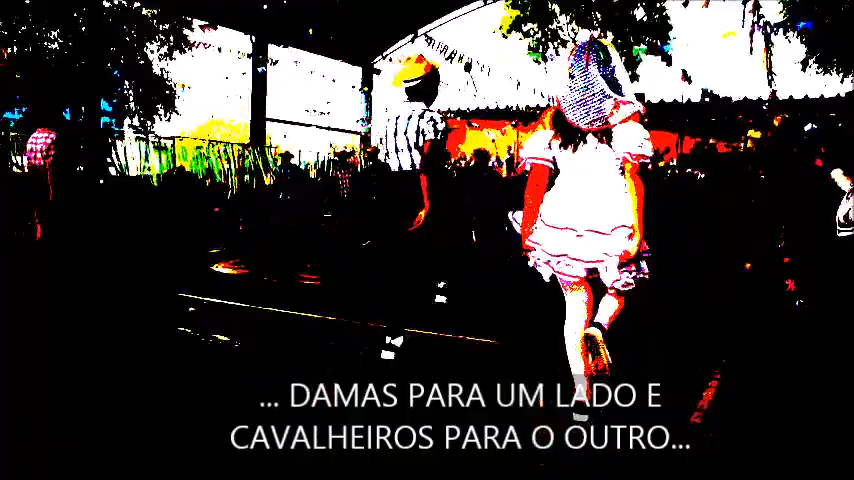 ... DAMAS PARA UM LADO E
CAVALHEIROS PARA O OUTRO...